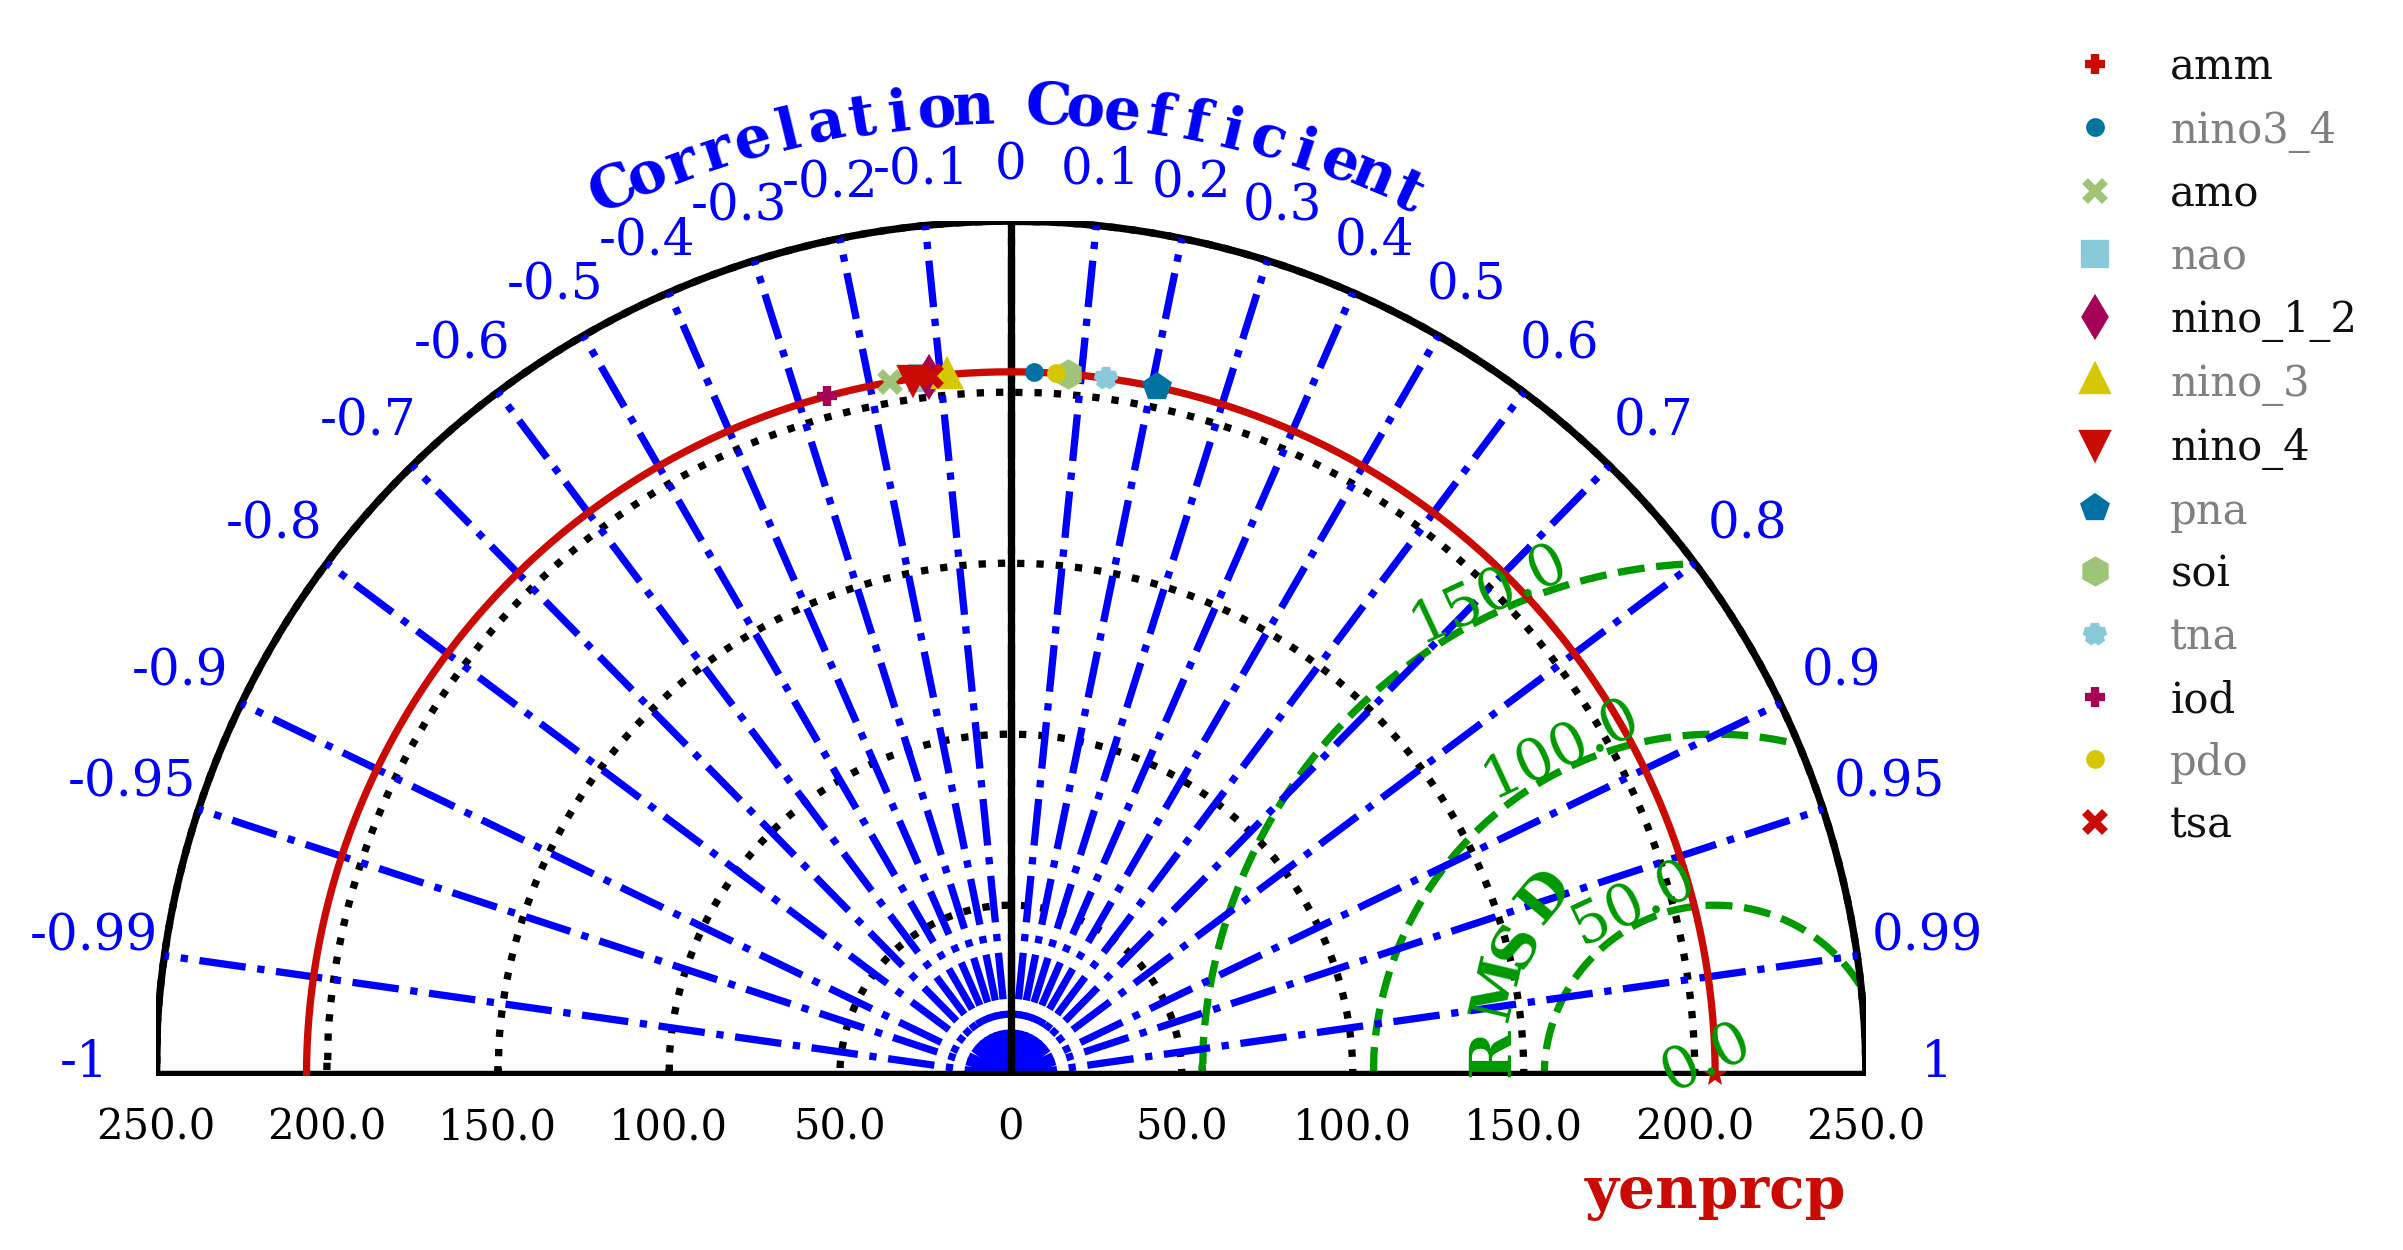 Correlation Coefficient
-1
-0.99
-0.95
-0.9
-0.8
-0.7
-0.6
-0.5
-0.4
-0.3
-0.2
-0.1
0
0.1
0.2
0.3
0.4
0.5
0.6
0.7
0.8
0.9
0.95
0.99
1
150.0
100.0
50.0
0.0
RMSD
250.0 200.0 150.0 100.0 50.0 0 50.0 100.0 150.0 200.0 250.0
yenprcp
amm
nino3_4
amo
nao
nino_1_2
nino_3
nino_4
pna
soi
tna
iod
pdo
tsa